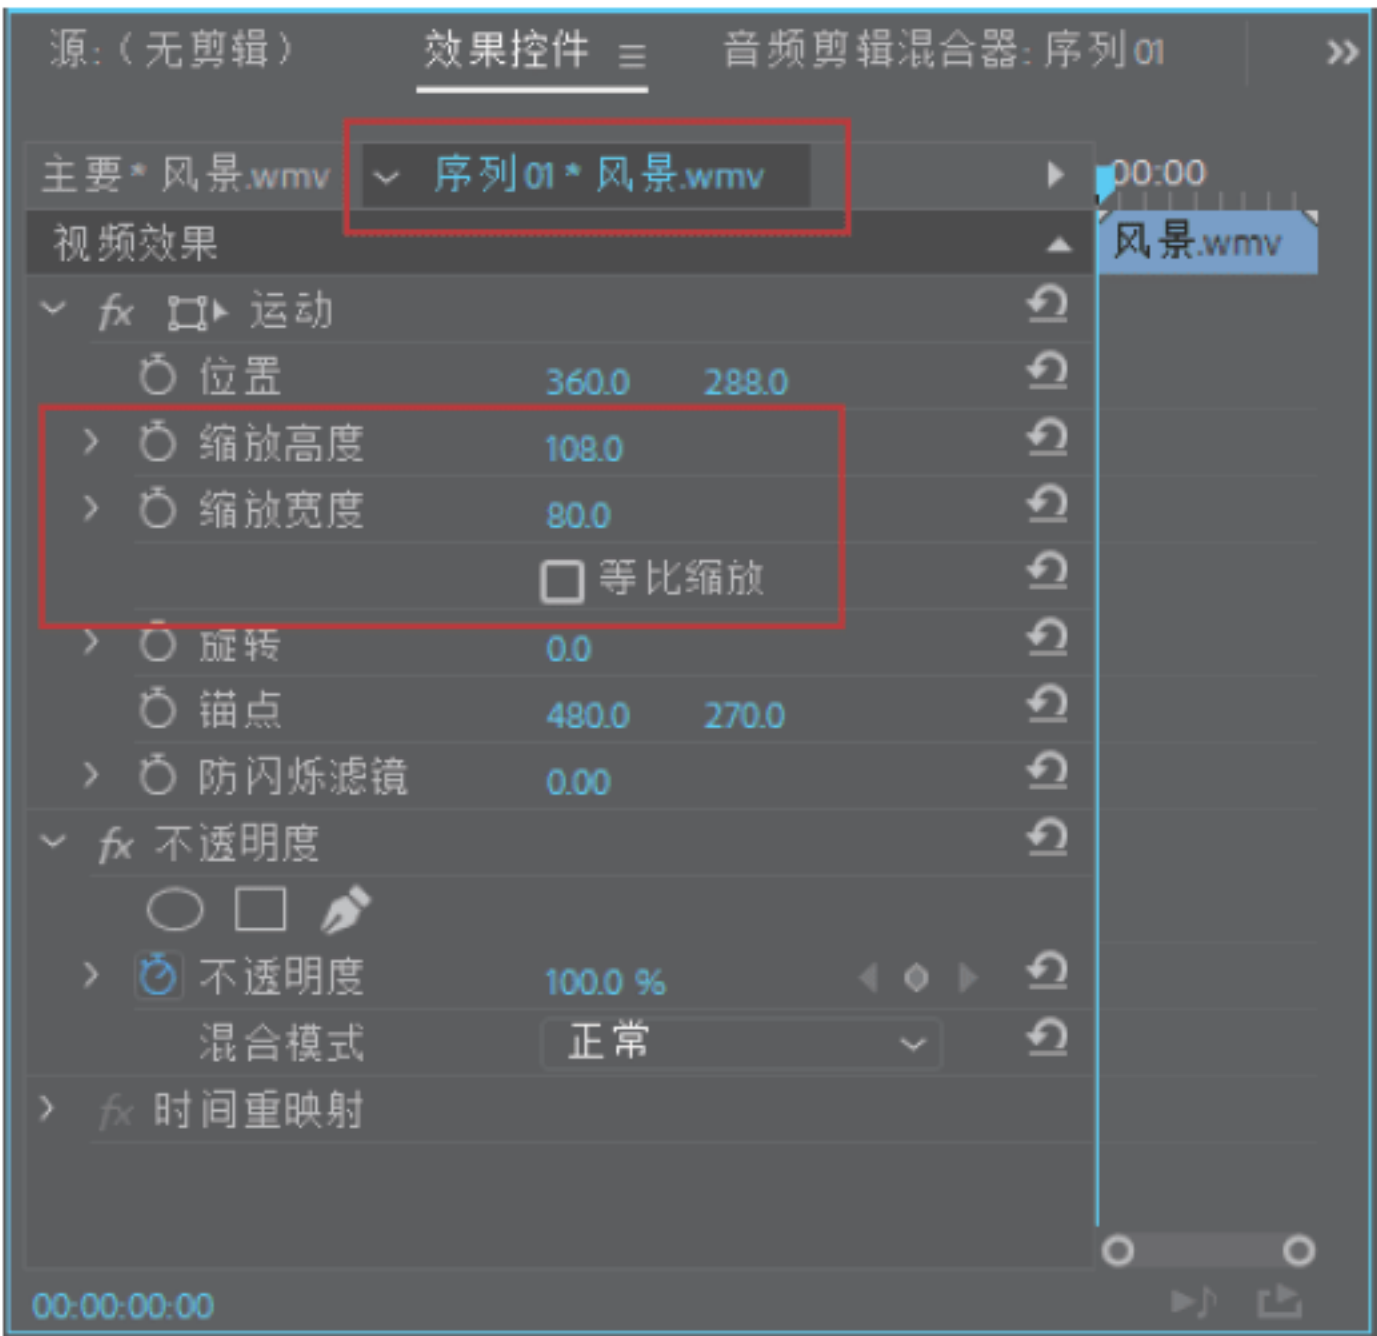 源:（无剪辑） 效果控件 音频剪辑混合器: 序列 01
主要 * 风景.wmv 序列 01 * 风景.wmv 00:00
视频效果 风景.wmv
fx 运动
位置 360.0 288.0
缩放高度 108.0
缩放宽度 80.0
等比缩放
旋转 0.0
锚点 480.0 270.0
防闪烁滤镜 0.00
fx 不透明度
不透明度 100.0 %
混合模式 正常
fx 时间重映射
00:00:00:00